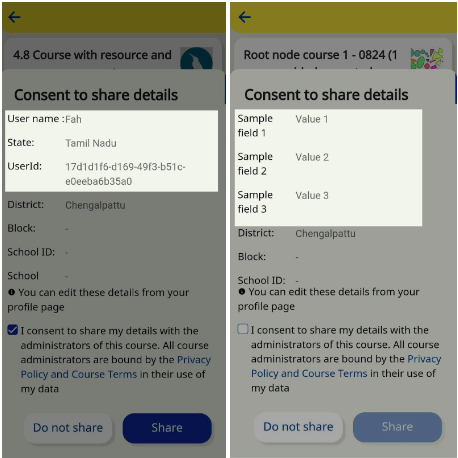 4.8 Course with resource and
Consent to share details
User name :Fah
State: Tamil Nadu
UserId: 17d1d1f6-d169-49f3-b51c-
e0eeba6b35a0
District: Chengalpattu
Block: -
School ID: -
School -
You can edit these details from your
profile page
I consent to share my details with the
administrators of this course. All course
administrators are bound by the Privacy
Policy and Course Terms in their use of
my data
Do not share Share
Root node course 1 - 0824 (1
Consent to share details
Sample Value 1
field 1
Sample Value 2
field 2
Sample Value 3
field 3
District: Chengalpattu
Block: -
School ID: -
You can edit these details from your
profile page
I consent to share my details with the
administrators of this course. All course
administrators are bound by the Privacy
Policy and Course Terms in their use of
my data
Do not share Share